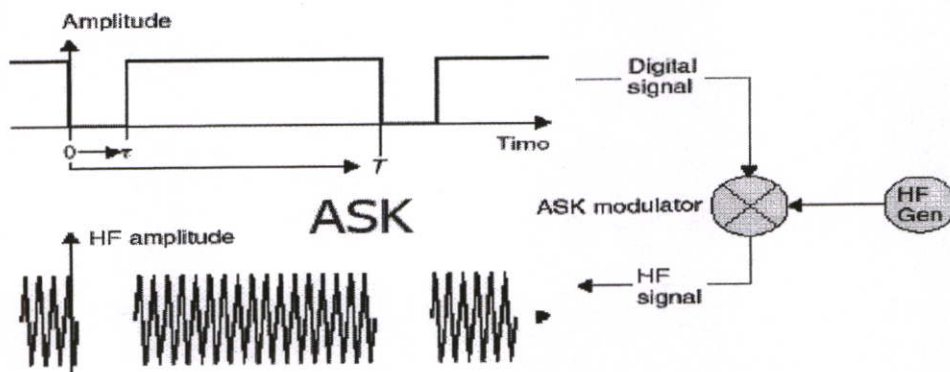 Amplitude
Digital
signal
Timo
0
τ
T
ASK
ASK modulator
HF
Gen
HF amplitude
HF
signal